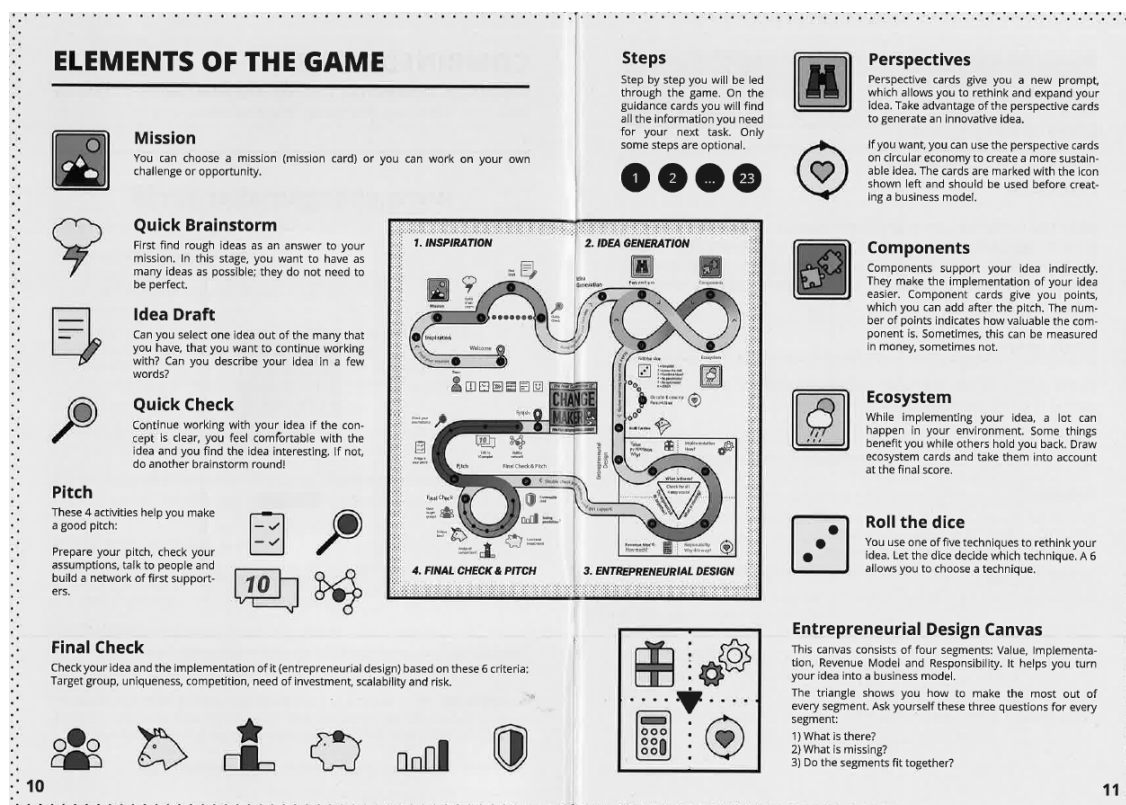 ELEMENTS OF THE GAME
Mission
You can choose a mission (mission card) or you can work on your own
challenge or opportunity.
Quick Brainstorm
First find rough ideas as an answer to your
mission. In this stage, you want to have as
many ideas as possible; they do not need to
be perfect.
Idea Draft
Can you select one idea out of the many that
you have, that you want to continue working
with? Can you describe your idea in a few
words?
Quick Check
Continue working with your idea if the con-
cept is clear, you feel comfortable with the
idea and you find the idea interesting. If not,
do another brainstorm round!
Pitch
These 4 activities help you make
a good pitch:
Prepare your pitch, check your
assumptions, talk to people and
build a network of first support-
ers.
10
Final Check
Check your idea and the implementation of it (entrepreneurial design) based on these 6 criteria:
Target group, uniqueness, competition, need of investment, scalability and risk.
10
1. INSPIRATION
2. IDEA GENERATION
Mission
Idea
Generation
Components
Inspiration
Welcome
Ecosystem
CHANGE
MAKER
Pitch
10
Pitch
Final Check & Pitch
Final Check
Entrepreneurial
Design
What is there?
4. FINAL CHECK & PITCH
3. ENTREPRENEURIAL DESIGN
Steps
Step by step you will be led
through the game. On the
guidance cards you will find
all the information you need
for your next task. Only
some steps are optional.
1 2 ... 23
Perspectives
Perspective cards give you a new prompt,
which allows you to rethink and expand your
idea. Take advantage of the perspective cards
to generate an innovative idea.
If you want, you can use the perspective cards
on circular economy to create a more sustain-
able idea. The cards are marked with the icon
shown left and should be used before creat-
ing a business model.
Components
Components support your idea indirectly.
They make the implementation of your idea
easier. Component cards give you points,
which you can add after the pitch. The num-
ber of points indicates how valuable the com-
ponent is. Sometimes, this can be measured
in money, sometimes not.
Ecosystem
While implementing your idea, a lot can
happen in your environment. Some things
benefit you while others hold you back. Draw
ecosystem cards and take them into account
at the final score.
Roll the dice
You use one of five techniques to rethink your
idea. Let the dice decide which technique. A 6
allows you to choose a technique.
Entrepreneurial Design Canvas
This canvas consists of four segments: Value, Implementa-
tion, Revenue Model and Responsibility. It helps you turn
your idea into a business model.
The triangle shows you how to make the most out of
every segment. Ask yourself these three questions for every
segment:
1) What is there?
2) What is missing?
3) Do the segments fit together?
11